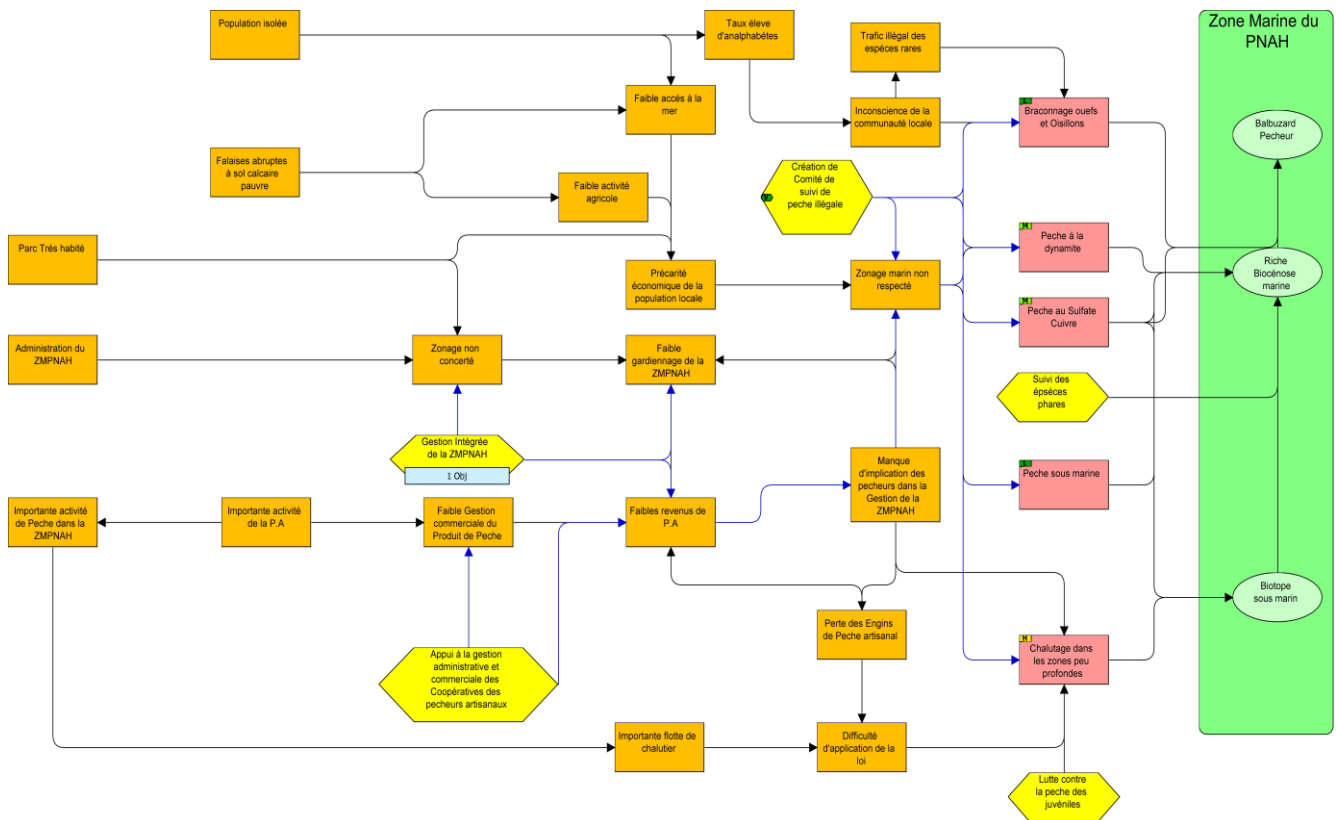 Population isolée
Taux éleve
d'analphabétes
Trafic illégal des
espéces rares
Zone Marine du
PNAH
Faible accés à la
mer
Inconscience de la
communauté locale
L
Braconnage ouefs
et Oisillons
Balbuzard
Pecheur
Falaises abruptes
à sol calcaire
pauvre
Faible activité
agricole
Création de
Comité de
suivi de
peche illégale
V
Parc Trés habité
Précarité
économique de la
population locale
Zonage marin non
respecté
M
Peche à la
dynamite
Riche
Biocénose
marine
M
Peche au Sulfate
Cuivre
Administration du
ZMPNAH
Zonage non
concerté
Faible
gardiennage de la
ZMPNAH
Suivi des
épséces
phares
Gestion Intégrée
de la ZMPNAH
1 Obj
Manque
d'implication des
pecheurs dans la
Gestion de la
ZMPNAH
L
Peche sous marine
Importante activité
de Peche dans la
ZMPNAH
Importante activité
de la P.A
Faible Gestion
commerciale du
Produit de Peche
Faibles revenus de
P.A
Biotope
sous marin
Perte des Engins
de Peche artisanal
H
Chalutage dans
les zones peu
profondes
Appui à la gestion
administrative et
commerciale des
Coopératives des
pecheurs artisanaux
Importante flotte de
chalutier
Difficulté
d'application de la
loi
Lutte contre
la peche des
juvéniles